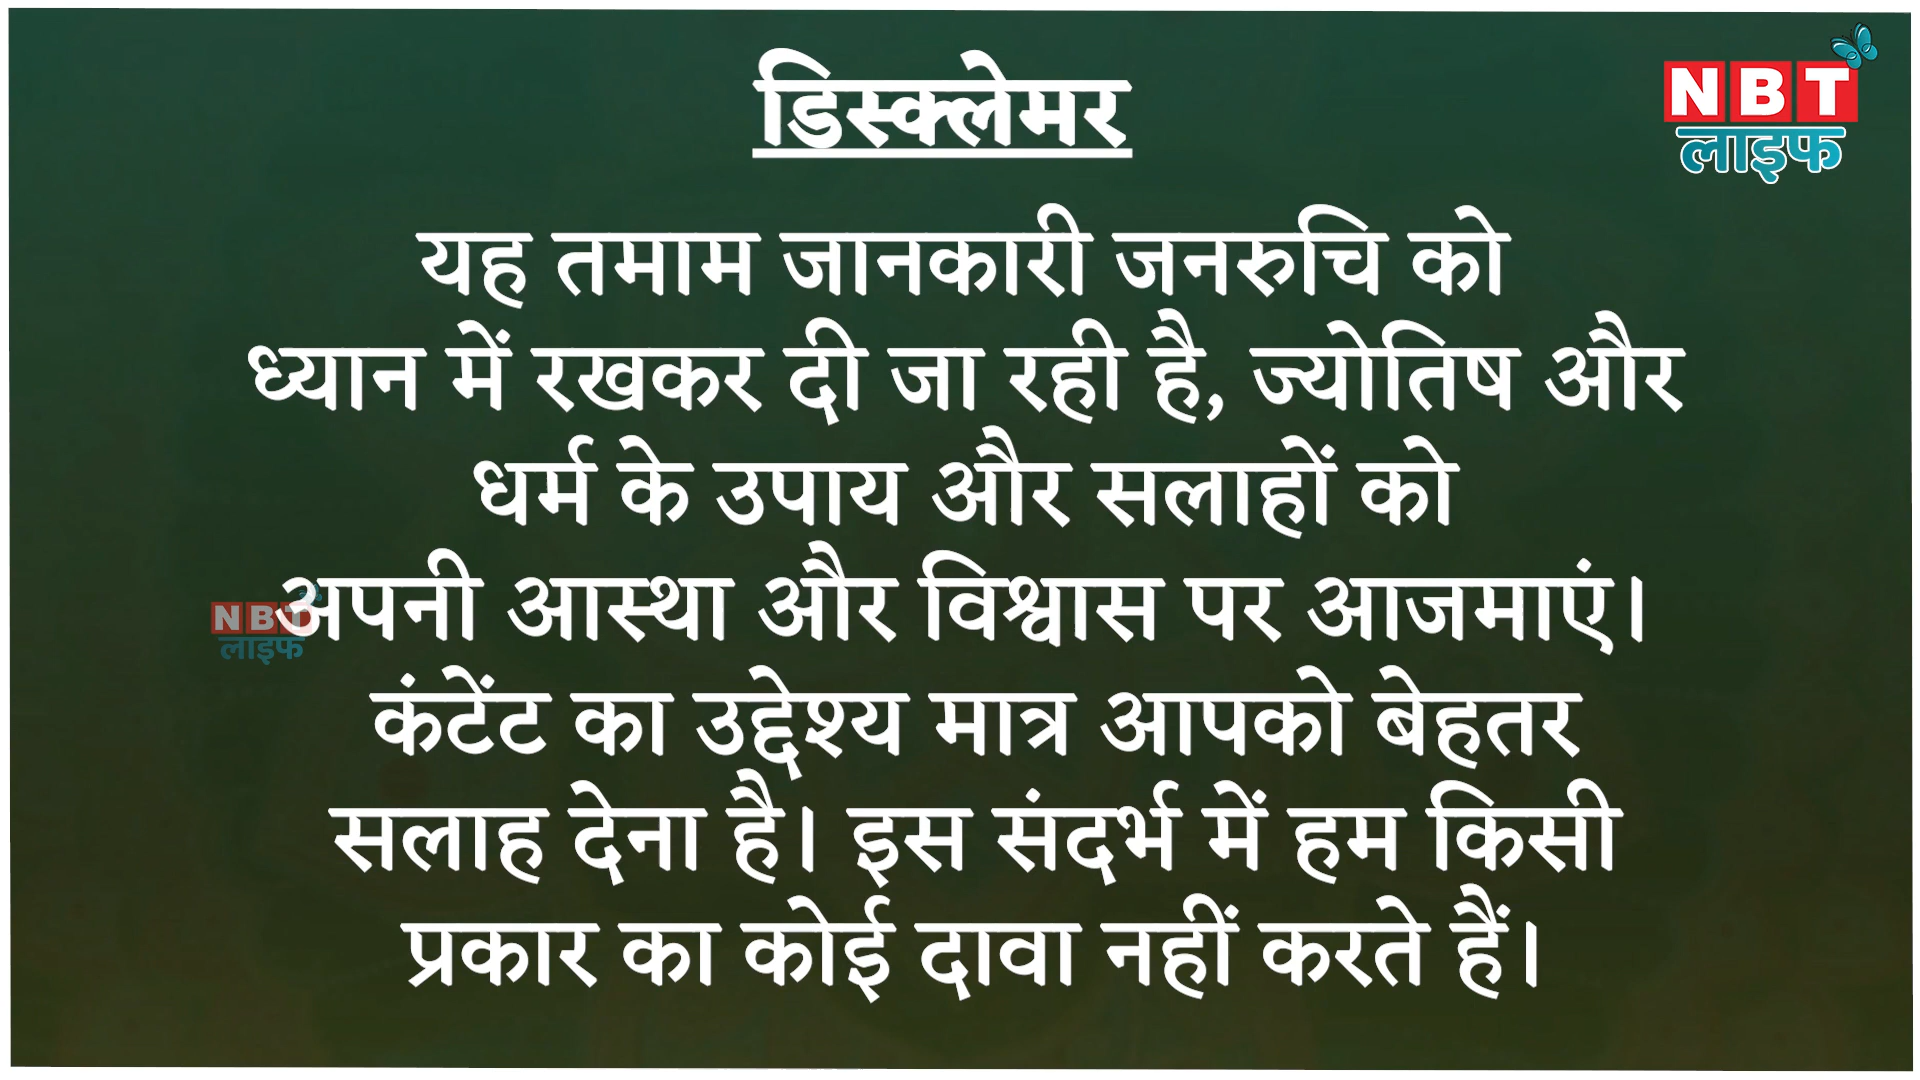 डिस्क्लेमर
NBT
लाइफ
यह तमाम जानकारी जनरुचि को
ध्यान में रखकर दी जा रही है, ज्योतिष और
धर्म के उपाय और सलाहों को
अपनी आस्था और विश्वास पर आजमाएं।
NBT
लाइफ
कंटेंट का उद्देश्य मात्र आपको बेहतर
सलाह देना है। इस संदर्भ में हम किसी
प्रकार का कोई दावा नहीं करते हैं।